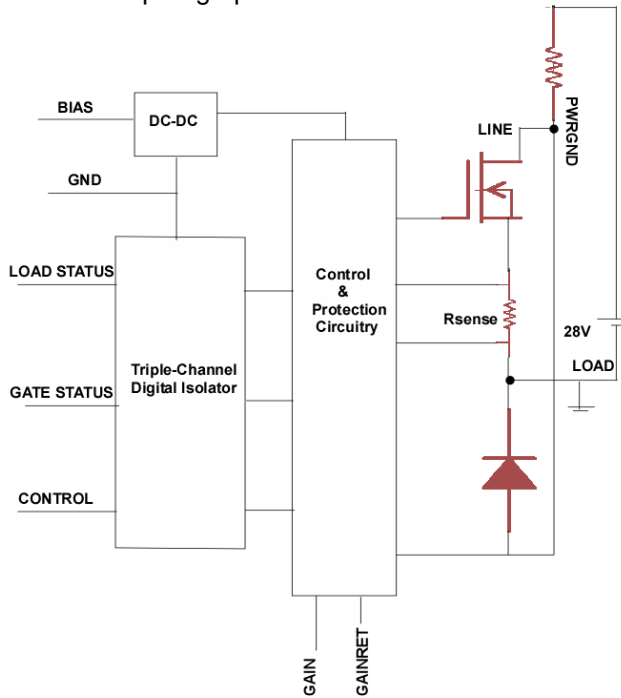 BIAS
DC-DC
GND
LINE
PWRGND
LOAD STATUS
Control
&
Protection
Circuitry
Rsense
28V
LOAD
Triple-Channel
Digital Isolator
GATE STATUS
CONTROL
GAIN
GAINRET